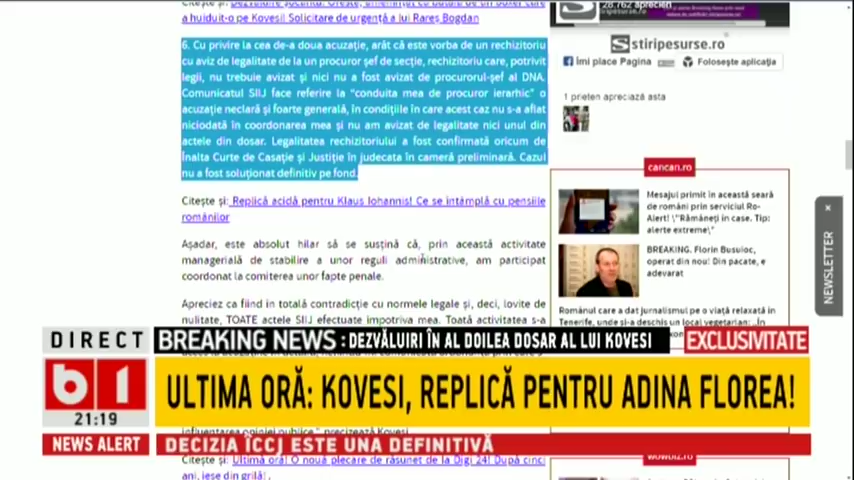 Citește și: Dezvăluire
a huiduit-o pe Kovesi! Solicitare de urgență a lui Rareș Bogdan
6. Cu privire la cea de-a doua acuzație, arăt că este vorba de un rechizitoriu
cu aviz de legalitate de la un procuror șef de secție, rechizitoriu care, potrivit
legii, nu trebuie avizat și nici nu a fost avizat de procurorul-șef al DNA.
Comunicatul SIIJ face referire la "conduita mea de procuror ierarhic" o
acuzație neclară și foarte generală, în condițiile în care acest caz nu s-a aflat
niciodată în coordonarea mea și nu am avizat de legalitate nici unul din
actele din dosar. Legalitatea rechizitoriului a fost confirmată oricum de
Înalta Curte de Casație și Justiție în judecata în cameră preliminară. Cazul
nu a fost soluționat definitiv pe fond.
Citește și: Replică acidă pentru Klaus Iohannis! Ce se întâmplă cu pensiile
românilor
Așadar, este absolut hilar să se susțină că, prin această activitate
managerială de stabilire a unor reguli administrative, am participat
coordonat la comiterea unor fapte penale.
Apreciez ca fiind in totală contradicție cu normele legale și, deci, lovite de
nulitate, TOATE actele SIIJ efectuate împotriva mea. Toată activitatea s-a
influențarea opiniei publice", precizează Kovesi
Citește și: Ultimă oră! O nouă plecare de răsunet de la Digi 24! După cinci
ani, iese din grilă! .
28.762 aprecieri
stiripesurse.ro
Îmi place Pagina
Folosește aplicația
1 prieten apreciază asta
cancan.ro
Mesajul primit în această seară
de români prin serviciul Ro-
Alert! \"Rămâneți in case. Tip:
alerte extreme\"
BREAKING. Florin Busuioc,
operat din nou! Din pacate, e
adevarat
Românul care a dat jurnalismul pe o viață relaxată in
Tenerife, unde și-a deschis un local vegetarian: „În
wowbiz.ro
NEWSLETTER
×
DIRECT
BREAKING NEWS : DEZVĂLUIRI ÎN AL DOILEA DOSAR AL LUI KOVESI
EXCLUSIVITATE
b1
21:19
ULTIMA ORĂ: KOVESI, REPLICĂ PENTRU ADINA FLOREA!
NEWS ALERT
DECIZIA ÎCCJ ESTE UNA DEFINITIVĂ